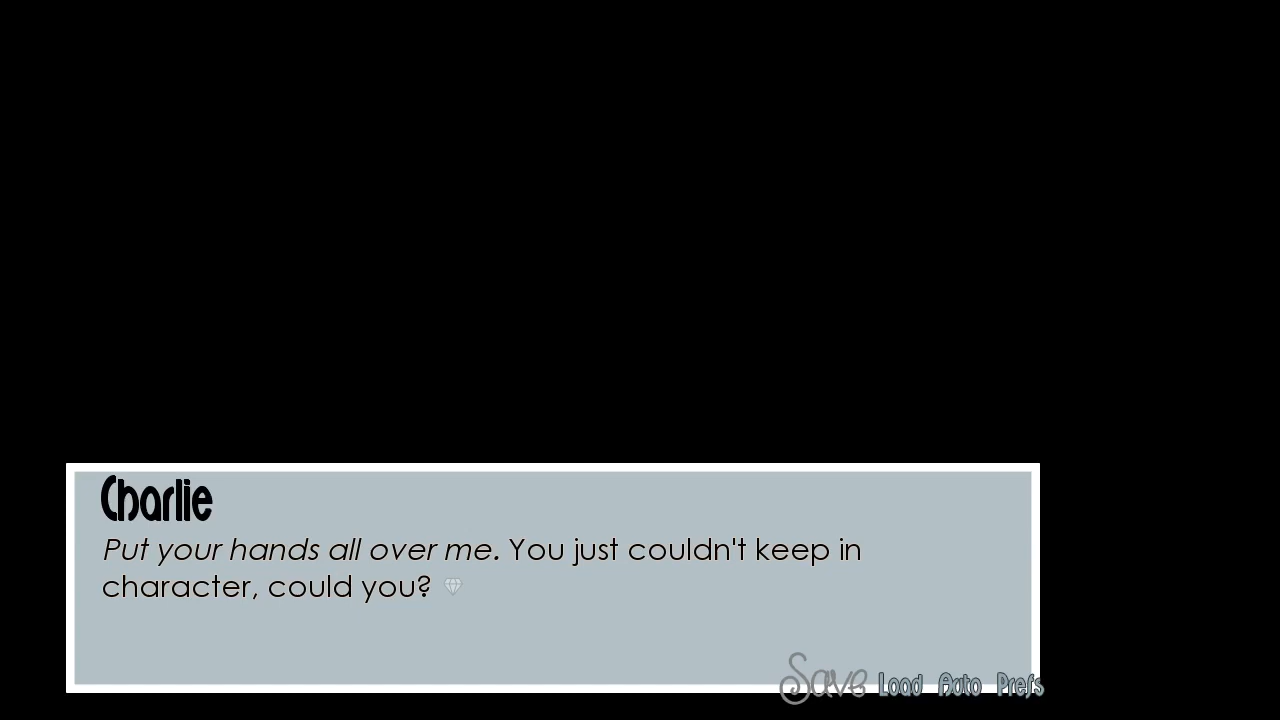 Charlie
Put your hands all over me. You just couldn't keep in
character, could you?
Save Load Auto Prefs